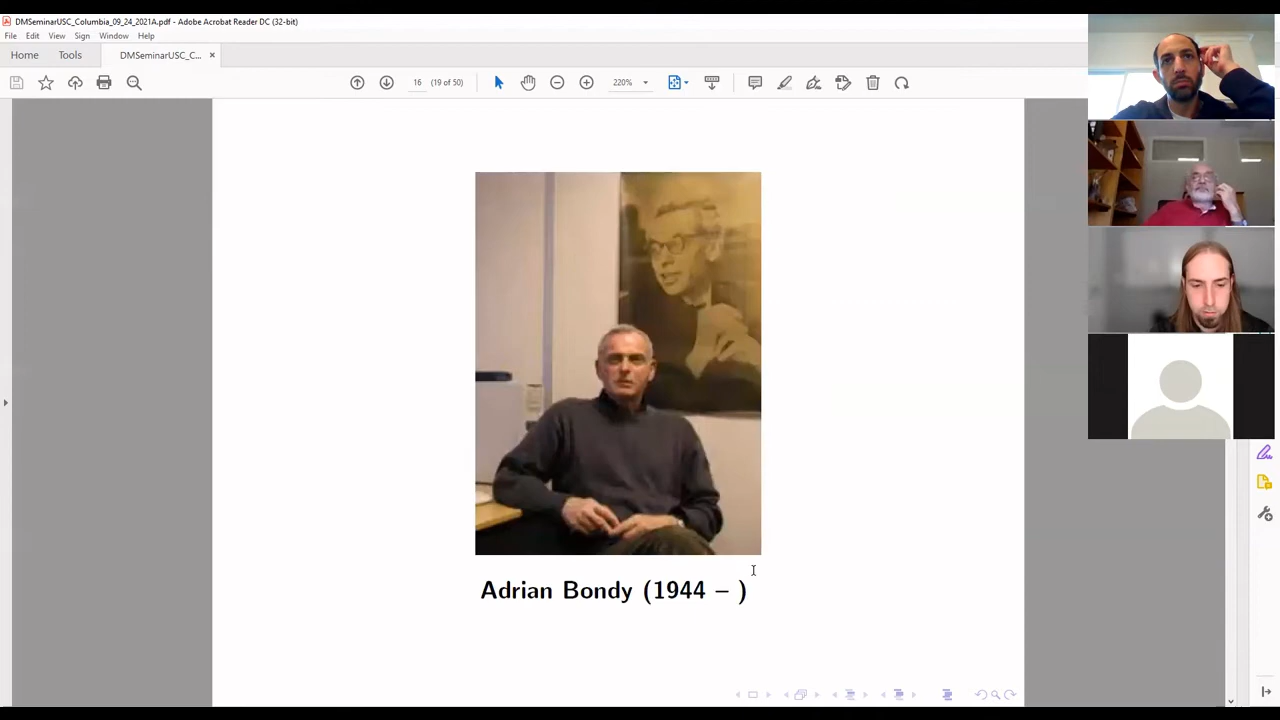 DMSeminarUSC_Columbia_09_24_2021A.pdf - Adobe Acrobat Reader DC (32-bit)
File Edit View Sign Window Help
Home Tools DMSeminarUSC_C... ×
16 (19 of 50) 220%
Adrian Bondy (1944 – )